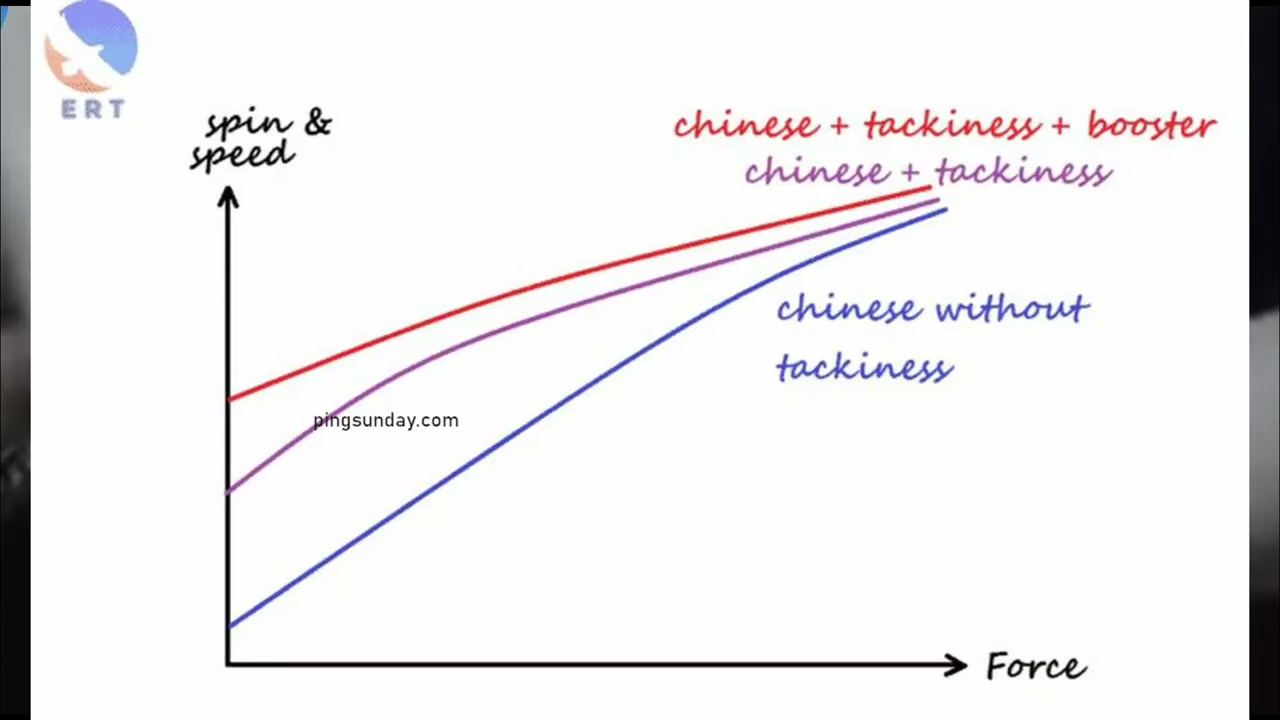 ERT
spin &
speed
chinese + tackiness + booster
chinese + tackiness
chinese without
tackiness
pingsunday.com
Force